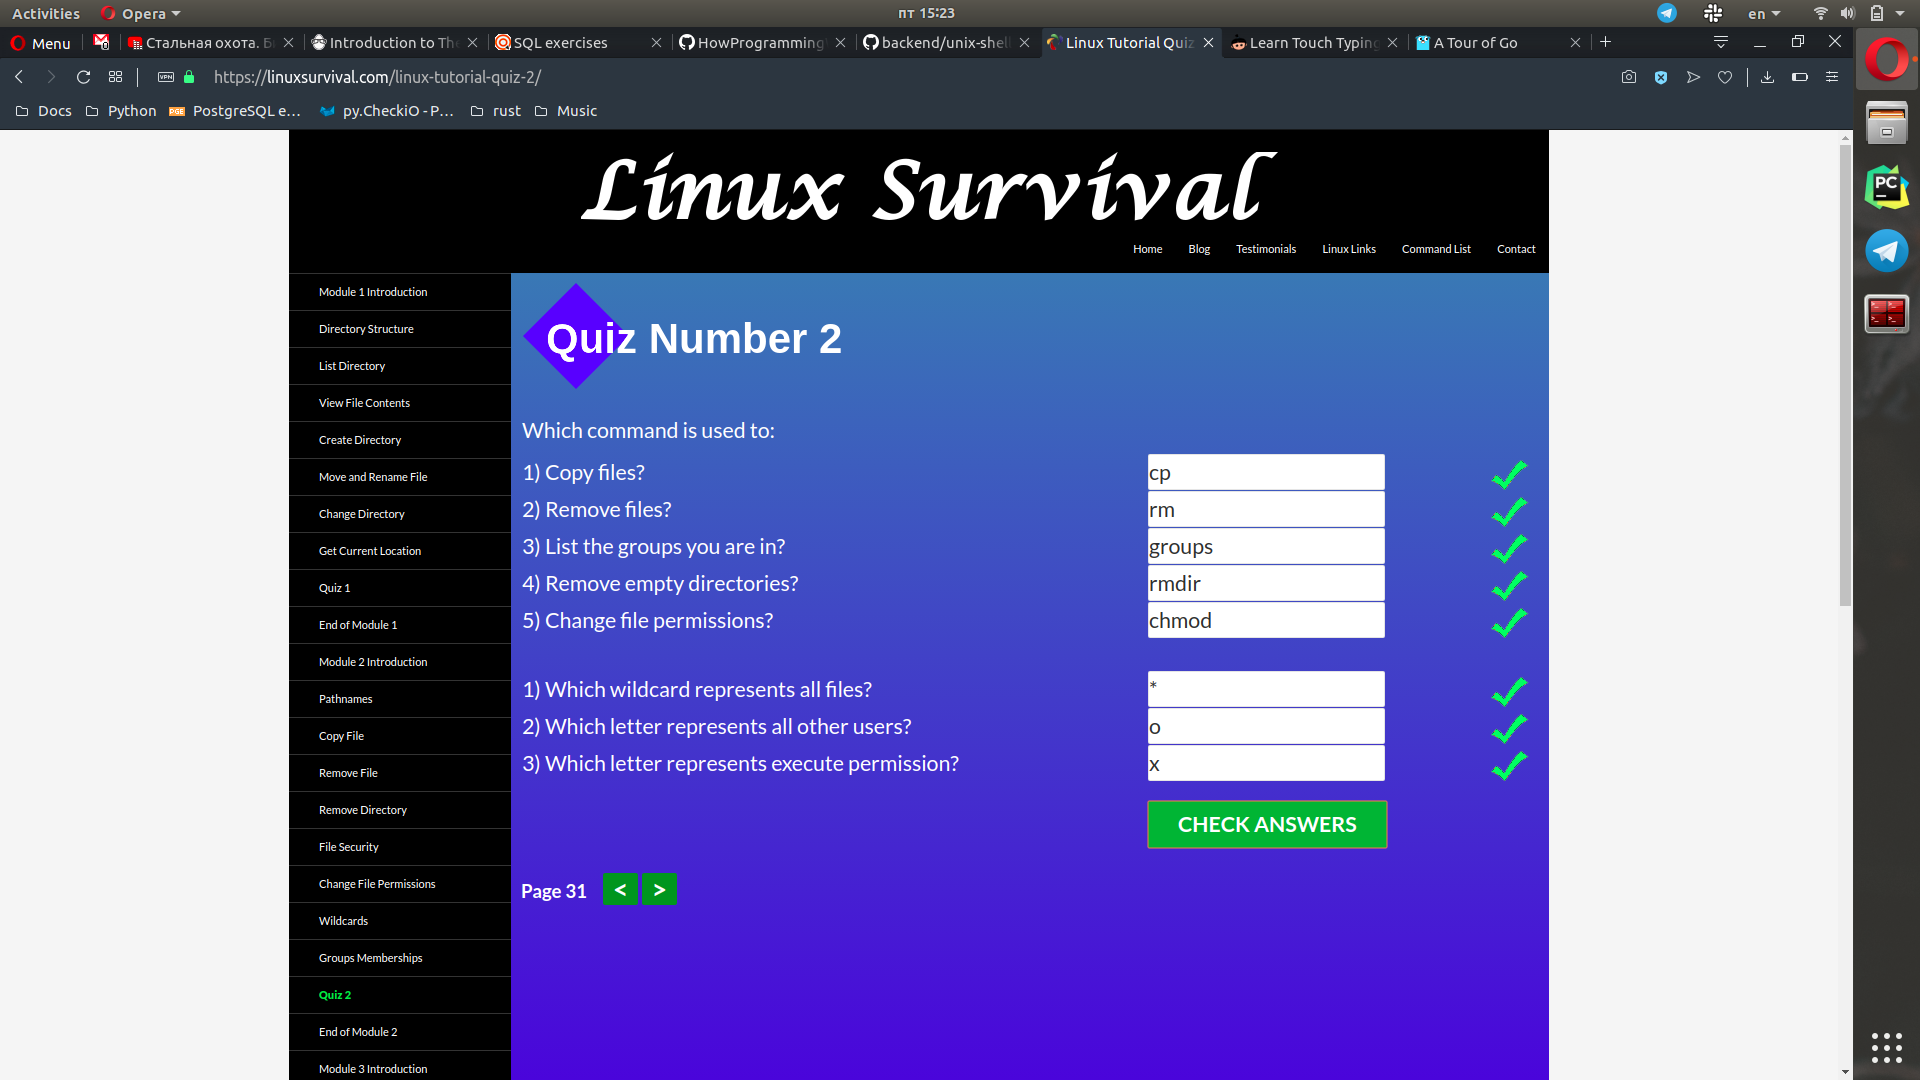 Activities Opera пт 15:23 en
Menu Стальная охота. Introduction to The SQL exercises HowProgramming backend/unix-shell Linux Tutorial Quiz Learn Touch Typing A Tour of Go
VPN https://linuxsurvival.com/linux-tutorial-quiz-2/
Docs Python PGE PostgreSQL e... py.CheckiO - P... rust Music
Linux Survival
Home Blog Testimonials Linux Links Command List Contact
Module 1 Introduction
Directory Structure
List Directory
View File Contents
Create Directory
Move and Rename File
Change Directory
Get Current Location
Quiz 1
End of Module 1
Module 2 Introduction
Pathnames
Copy File
Remove File
Remove Directory
File Security
Change File Permissions
Wildcards
Groups Memberships
Quiz 2
End of Module 2
Module 3 Introduction
Quiz Number 2
Which command is used to:
1) Copy files? cp
2) Remove files? rm
3) List the groups you are in? groups
4) Remove empty directories? rmdir
5) Change file permissions? chmod
1) Which wildcard represents all files? *
2) Which letter represents all other users? o
3) Which letter represents execute permission? x
CHECK ANSWERS
Page 31 < >
PC